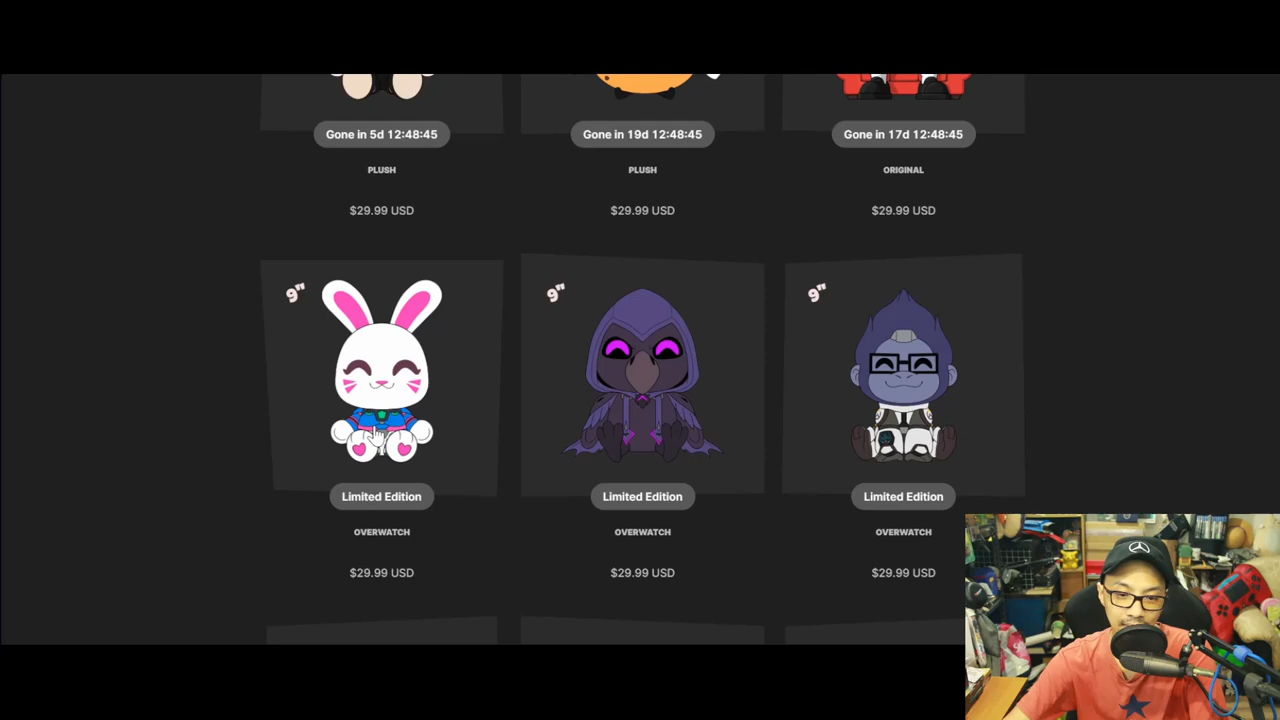 Gone in 5d 12:48:45
Gone in 19d 12:48:45
Gone in 17d 12:48:45
PLUSH
PLUSH
ORIGINAL
$29.99 USD
$29.99 USD
$29.99 USD
9"
9"
9"
Limited Edition
Limited Edition
Limited Edition
OVERWATCH
OVERWATCH
OVERWATCH
$29.99 USD
$29.99 USD
$29.99 USD